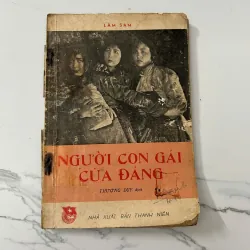 LÂM SAN
NGƯỜI CON GÁI
CỦA ĐẢNG
NHÀ XUẤT BẢN THANH NIÊN